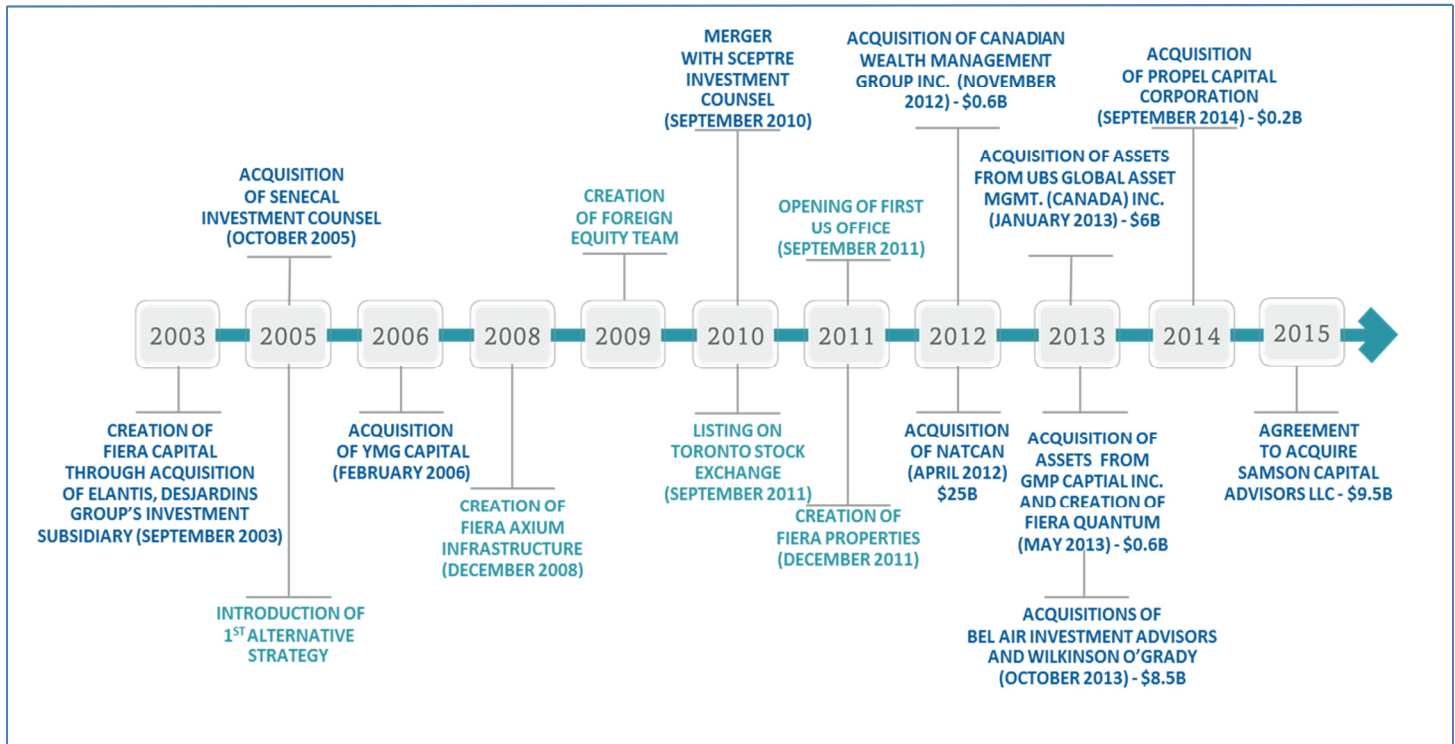 MERGER
WITH SCEPTRE
INVESTMENT
COUNSEL
(SEPTEMBER 2010)
ACQUISITION OF CANADIAN
WEALTH MANAGEMENT
GROUP INC. (NOVEMBER
2012) - $0.6B
ACQUISITION
OF PROPEL CAPITAL
CORPORATION
(SEPTEMBER 2014) - $0.2B
ACQUISITION
OF SENECAL
INVESTMENT COUNSEL
(OCTOBER 2005)
CREATION
OF FOREIGN
EQUITY TEAM
OPENING OF FIRST
US OFFICE
(SEPTEMBER 2011)
ACQUISITION OF ASSETS
FROM UBS GLOBAL ASSET
MGMT. (CANADA) INC.
(JANUARY 2013) - $6B
2003
2005
2006
2008
2009
2010
2011
2012
2013
2014
2015
CREATION OF
FIERA CAPITAL
THROUGH ACQUISITION
OF ELANTIS, DESJARDINS
GROUP'S INVESTMENT
SUBSIDIARY (SEPTEMBER 2003)
INTRODUCTION OF
1ST ALTERNATIVE
STRATEGY
ACQUISITION
OF YMG CAPITAL
(FEBRUARY 2006)
CREATION OF
FIERA AXIUM
INFRASTRUCTURE
(DECEMBER 2008)
LISTING ON
TORONTO STOCK
EXCHANGE
(SEPTEMBER 2011)
CREATION OF
FIERA PROPERTIES
(DECEMBER 2011)
ACQUISITION
OF NATCAN
(APRIL 2012)
$25B
ACQUISITION OF
ASSETS FROM
GMP CAPTIAL INC.
AND CREATION OF
FIERA QUANTUM
(MAY 2013) - $0.6B
ACQUISITIONS OF
BEL AIR INVESTMENT ADVISORS
AND WILKINSON O'GRADY
(OCTOBER 2013) - $8.5B
AGREEMENT
TO ACQUIRE
SAMSON CAPITAL
ADVISORS LLC - $9.5B